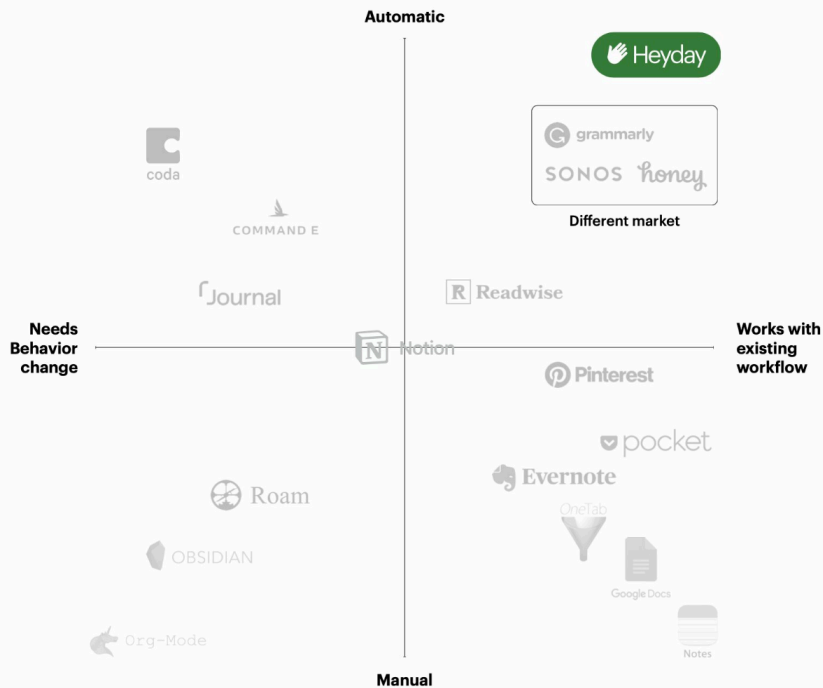 Automatic
Heyday
grammarly
SONOS honey
Different market
coda
COMMAND E
Journal
Readwise
Needs
Behavior
change
Notion
Works with
existing
workflow
Pinterest
pocket
Evernote
Roam
OneTab
OBSIDIAN
Google Docs
Org-Mode
Notes
Manual